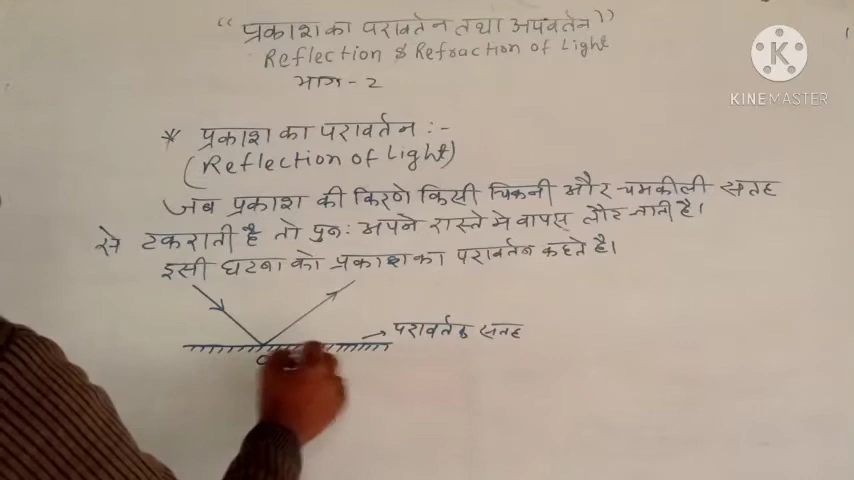 “ प्रकाश का परावर्तन तथा अपवर्तन ”
Reflection & Refraction of Light
भाग - 2
K
KINEMASTER
* प्रकाश का परावर्तन :-
(Reflection of Light)
जब प्रकाश की किरणे किसी चिकनी और चमकीली सतह
से टकराती है तो पुनः अपने रास्ते मे वापस लौट जाती है।
इसी घटना को प्रकाश का परावर्तन कहते है।
परावर्तक सतह